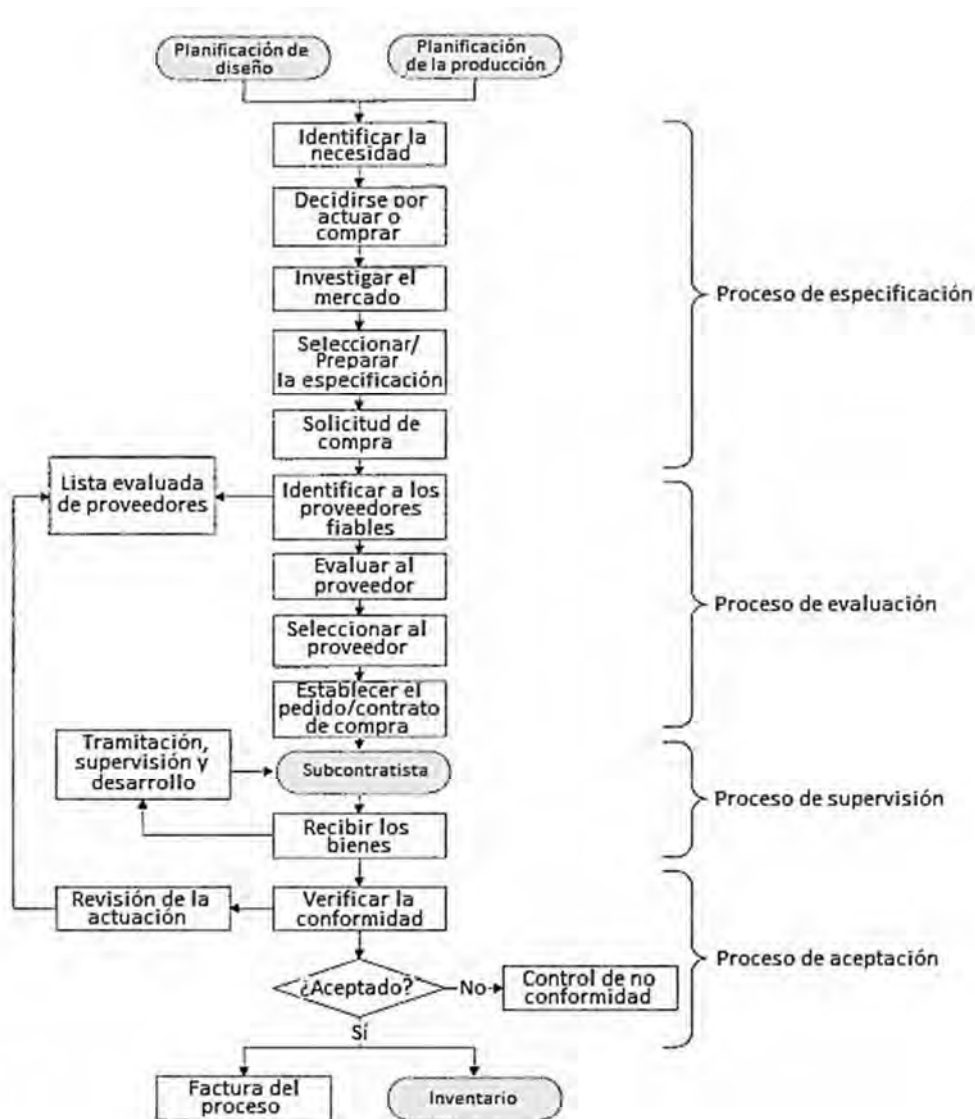 Planificación de
diseño
Planificación
de la producción
Identificar la
necesidad
Decidirse por
actuar o
comprar
Investigar el
mercado
Seleccionar/
Preparar
la especificación
Solicitud de
compra
Proceso de especificación
Lista evaluada
de proveedores
Identificar a los
proveedores
fiables
Evaluar al
proveedor
Seleccionar al
proveedor
Establecer el
pedido/contrato
de compra
Proceso de evaluación
Tramitación,
supervisión y
desarrollo
Subcontratista
Recibir los
bienes
Proceso de supervisión
Revisión de la
actuación
Verificar la
conformidad
¿Aceptado?
No
Control de no
conformidad
Proceso de aceptación
Sí
Factura del
proceso
Inventario